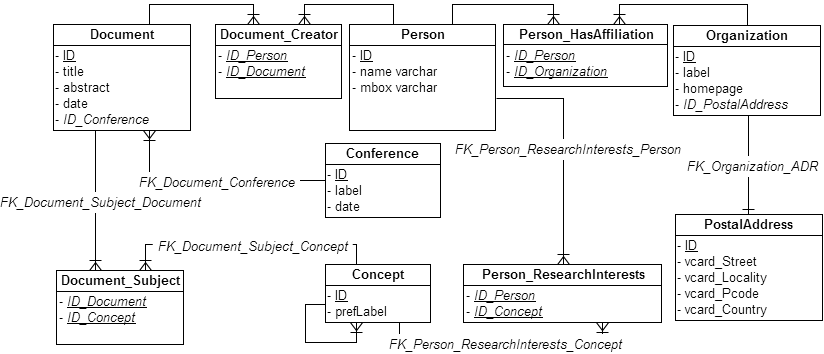 Document
- ID
- title
- abstract
- date
- ID_Conference
Document_Creator
- ID_Person
- ID_Document
Person
- ID
- name varchar
- mbox varchar
Person_HasAffiliation
- ID_Person
- ID_Organization
Organization
- ID
- label
- homepage
- ID_PostalAddress
FK_Person_ResearchInterests_Person
FK_Organization_ADR
Conference
- ID
- label
- date
FK_Document_Conference
FK_Document_Subject_Document
FK_Document_Subject_Concept
Document_Subject
- ID_Document
- ID_Concept
Concept
- ID
- prefLabel
Person_ResearchInterests
- ID_Person
- ID_Concept
PostalAddress
- ID
- vcard_Street
- vcard_Locality
- vcard_Pcode
- vcard_Country
FK_Person_ResearchInterests_Concept